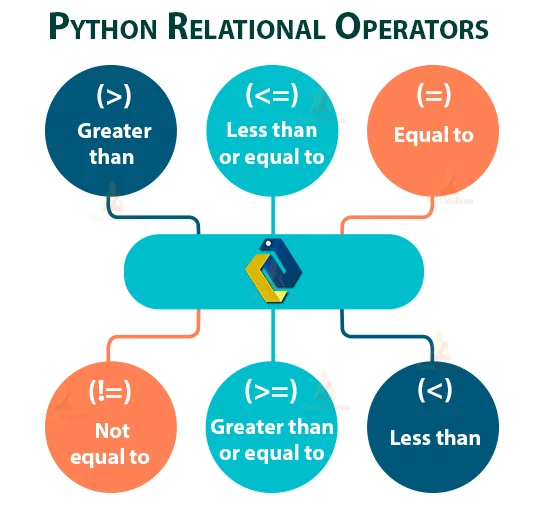 Python Relational Operators
(>)
Greater
than
(<=)
Less than
or equal to
(=)
Equal to
(!=)
Not
equal to
(>=)
Greater than
or equal to
(<)
Less than